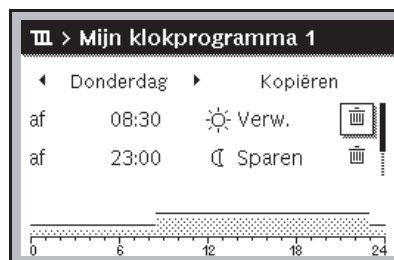 > Mijn klokprogramma 1
Donderdag Kopiëren
af 08:30 Verw.
af 23:00 Sparen
0 6 12 18 24